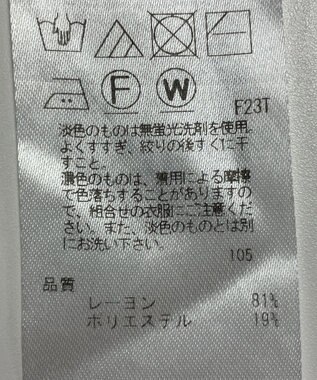 F W
F23T
淡色のものは無蛍光洗剤を使用
よくすすぎ、絞りの後すぐに干
すこと。
濃色のものは、着用による摩擦
で色落ちすることがありますの
で、組合せの衣服にご注意くだ
さい。また、淡色のものとは別
にお洗い下さい。
105
品質
レーヨン 81%
ポリエステル 19%